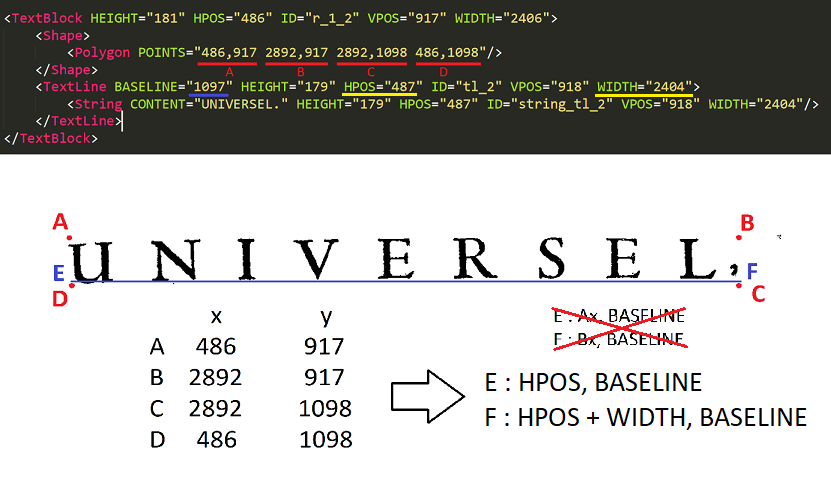 <TextBlock HEIGHT="181" HPOS="486" ID="r_1_2" VPOS="917" WIDTH="2406">
<Shape>
<Polygon POINTS="486,917 2892,917 2892,1098 486,1098"/>
A B C D
</Shape>
<TextLine BASELINE="1097" HEIGHT="179" HPOS="487" ID="tl_2" VPOS="918" WIDTH="2404">
<String CONTENT="UNIVERSEL." HEIGHT="179" HPOS="487" ID="string_tl_2" VPOS="918" WIDTH="2404"/>
</TextLine>
</TextBlock>
A B
UNIVERSEL,
E F
D C
x y
A 486 917
B 2892 917
C 2892 1098
D 486 1098
E : Ax, BASELINE
F : Bx, BASELINE
E : HPOS, BASELINE
F : HPOS + WIDTH, BASELINE